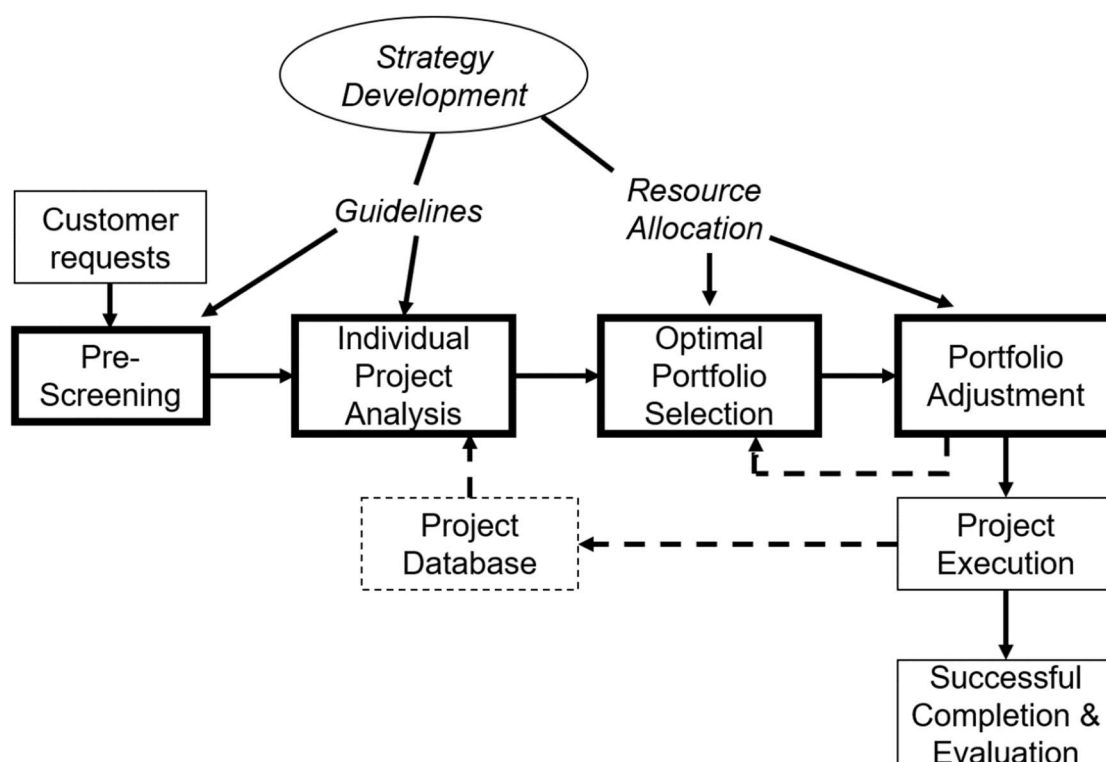 Strategy
Development
Customer
requests
Guidelines
Resource
Allocation
Pre-
Screening
Individual
Project
Analysis
Optimal
Portfolio
Selection
Portfolio
Adjustment
Project
Database
Project
Execution
Successful
Completion &
Evaluation